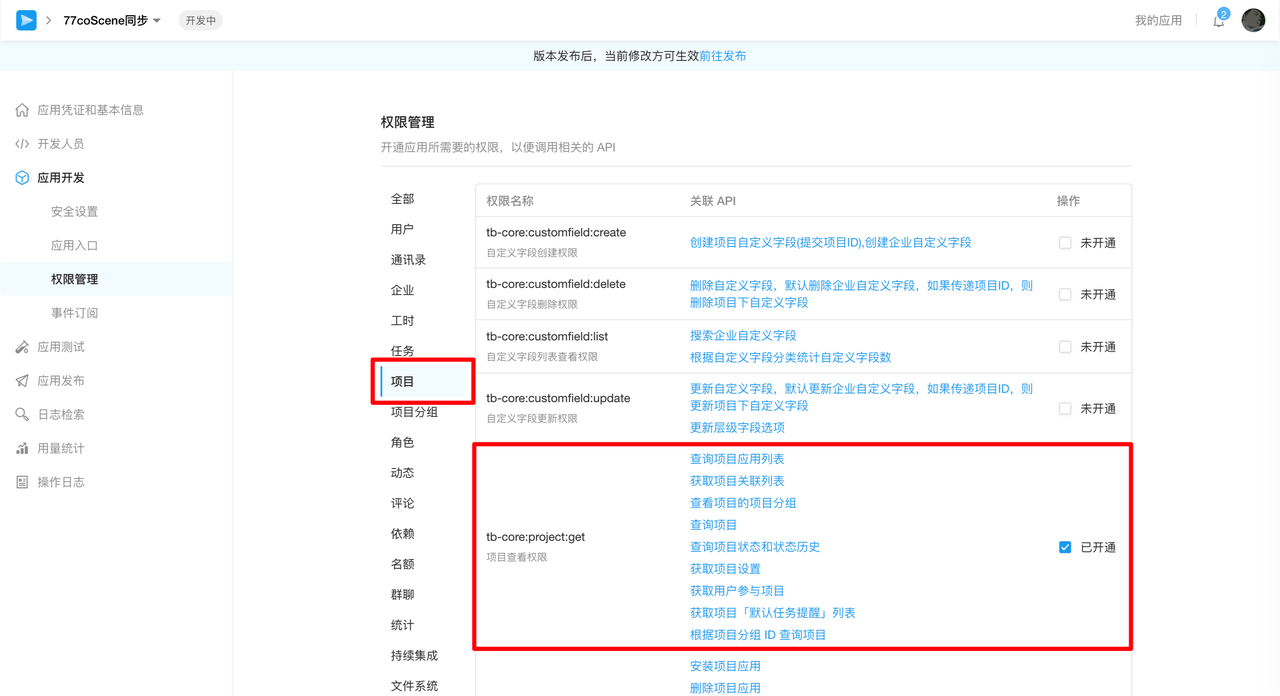 77coScene同步
开发中
我的应用
2
版本发布后，当前修改方可生效前往发布
应用凭证和基本信息
开发人员
应用开发
安全设置
应用入口
权限管理
事件订阅
应用测试
应用发布
日志检索
用量统计
操作日志
权限管理
开通应用所需要的权限，以便调用相关的 API
全部
用户
通讯录
企业
工时
任务
项目
项目分组
角色
动态
评论
依赖
名额
群聊
统计
持续集成
文件系统
权限名称
关联 API
操作
tb-core:customfield:create
自定义字段创建权限
创建项目自定义字段(提交项目ID),创建企业自定义字段
未开通
tb-core:customfield:delete
自定义字段删除权限
删除自定义字段，默认删除企业自定义字段，如果传递项目ID，则
删除项目下自定义字段
未开通
tb-core:customfield:list
自定义字段列表查看权限
搜索企业自定义字段
根据自定义字段分类统计自定义字段数
未开通
tb-core:customfield:update
自定义字段更新权限
更新自定义字段，默认更新企业自定义字段，如果传递项目ID，则
更新项目下自定义字段
更新层级字段选项
未开通
tb-core:project:get
项目查看权限
查询项目应用列表
获取项目关联列表
查看项目的项目分组
查询项目
查询项目状态和状态历史
获取项目设置
获取用户参与项目
获取项目「默认任务提醒」列表
根据项目分组 ID 查询项目
已开通
安装项目应用
删除项目应用